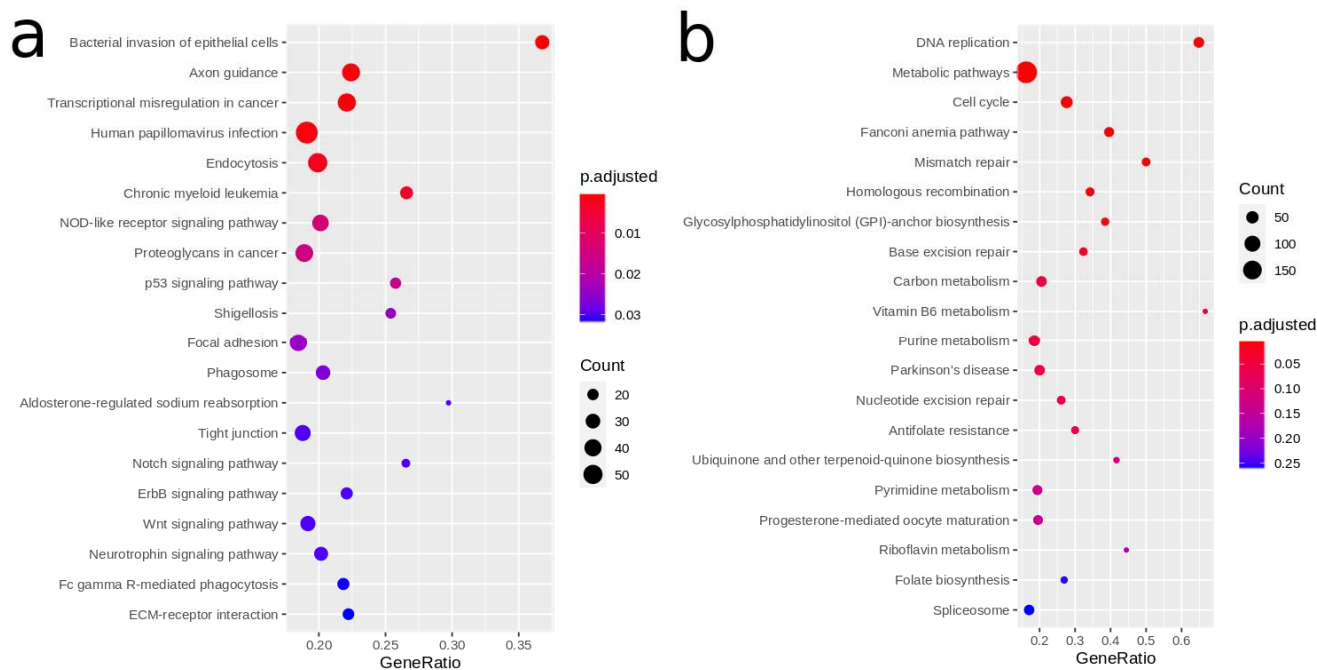 a
Bacterial invasion of epithelial cells
Axon guidance
Transcriptional misregulation in cancer
Human papillomavirus infection
Endocytosis
Chronic myeloid leukemia
NOD-like receptor signaling pathway
Proteoglycans in cancer
p53 signaling pathway
Shigellosis
Focal adhesion
Phagosome
Aldosterone-regulated sodium reabsorption
Tight junction
Notch signaling pathway
ErbB signaling pathway
Wnt signaling pathway
Neurotrophin signaling pathway
Fc gamma R-mediated phagocytosis
ECM-receptor interaction
0.20 0.25 0.30 0.35
GeneRatio
p.adjusted
0.01
0.02
0.03
Count
20
30
40
50
b
DNA replication
Metabolic pathways
Cell cycle
Fanconi anemia pathway
Mismatch repair
Homologous recombination
Glycosylphosphatidylinositol (GPI)-anchor biosynthesis
Base excision repair
Carbon metabolism
Vitamin B6 metabolism
Purine metabolism
Parkinson's disease
Nucleotide excision repair
Antifolate resistance
Ubiquinone and other terpenoid-quinone biosynthesis
Pyrimidine metabolism
Progesterone-mediated oocyte maturation
Riboflavin metabolism
Folate biosynthesis
Spliceosome
0.2 0.3 0.4 0.5 0.6
GeneRatio
Count
50
100
150
p.adjusted
0.05
0.10
0.15
0.20
0.25